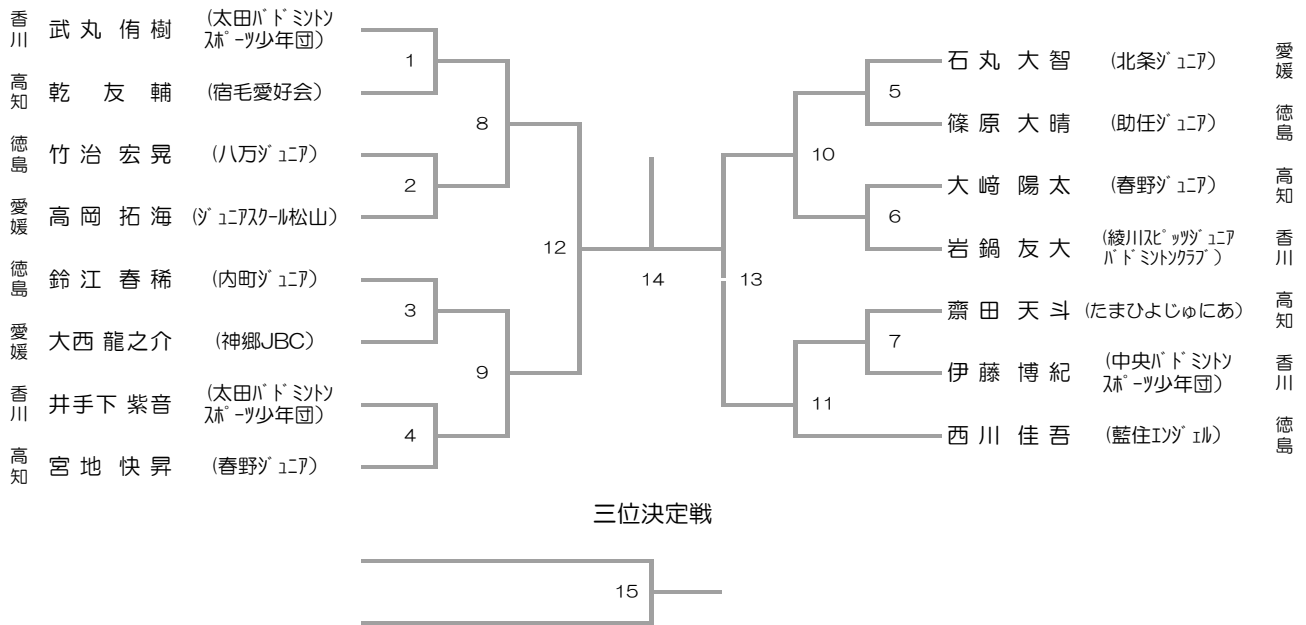 香川 武丸 侑樹 (太田バドミントンスポーツ少年団)
1
高知 乾 友輔 (宿毛愛好会)
8
徳島 竹治 宏晃 (八万ジュニア)
2
愛媛 高岡 拓海 (ジュニアスクール松山)
12
徳島 鈴江 春稀 (内町ジュニア)
3
愛媛 大西 龍之介 (神郷JBC)
9
香川 井手下 紫音 (太田バドミントンスポーツ少年団)
4
高知 宮地 快昇 (春野ジュニア)
14
13
石丸 大智 (北条ジュニア) 愛媛
5
篠原 大晴 (助任ジュニア) 徳島
10
大﨑 陽太 (春野ジュニア) 高知
6
岩鍋 友大 (綾川スピッツジュニアバドミントンクラブ) 香川
齋田 天斗 (たまひよじゅにあ) 高知
7
伊藤 博紀 (中央バドミントンスポーツ少年団) 香川
11
西川 佳吾 (藍住エンジェル) 徳島
三位決定戦
15